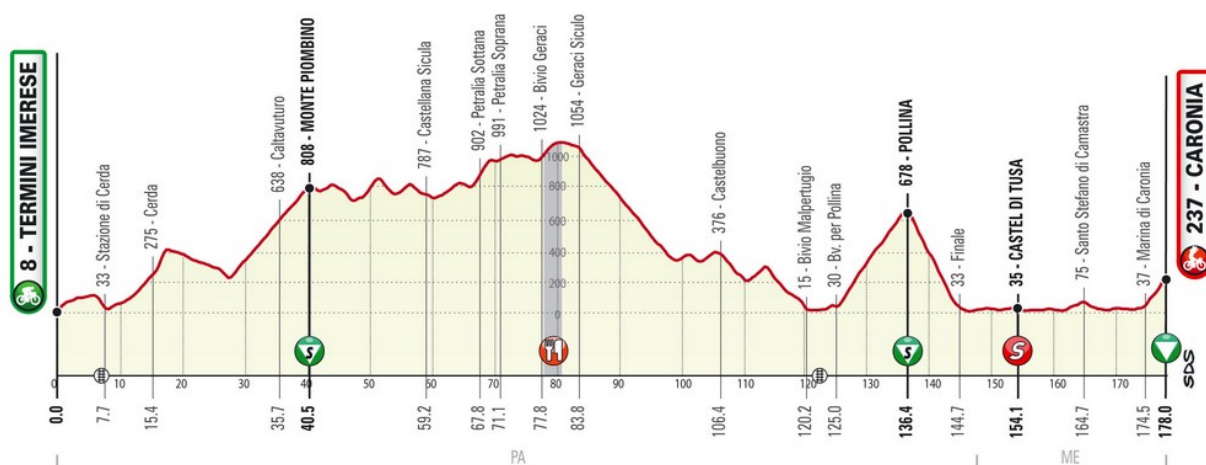 8 - TERMINI IMERESE
33 - Stazione di Cerda
275 - Cerda
638 - Caltavuturo
808 - MONTE PIOMBINO
787 - Castellana Sicula
902 - Petralia Sottana
991 - Petralia Soprana
1024 - Bivio Geraci
1054 - Geraci Siculo
376 - Castelbuono
15 - Bivio Malpertugio
30 - Bv. per Pollina
678 - POLLINA
33 - Finale
35 - CASTEL DI TUSA
75 - Santo Stefano di Camastra
37 - Marina di Caronia
237 - CARONIA
1000
800
600
400
200
0
S
S
S
SDS
0 10 20 30 40 50 60 70 80 90 100 110 120 130 140 150 160 170
0.0 7.7 15.4 35.7 40.5 59.2 67.8 71.1 77.8 83.8 106.4 120.2 125.0 136.4 144.7 154.1 164.7 174.5 178.0
PA ME